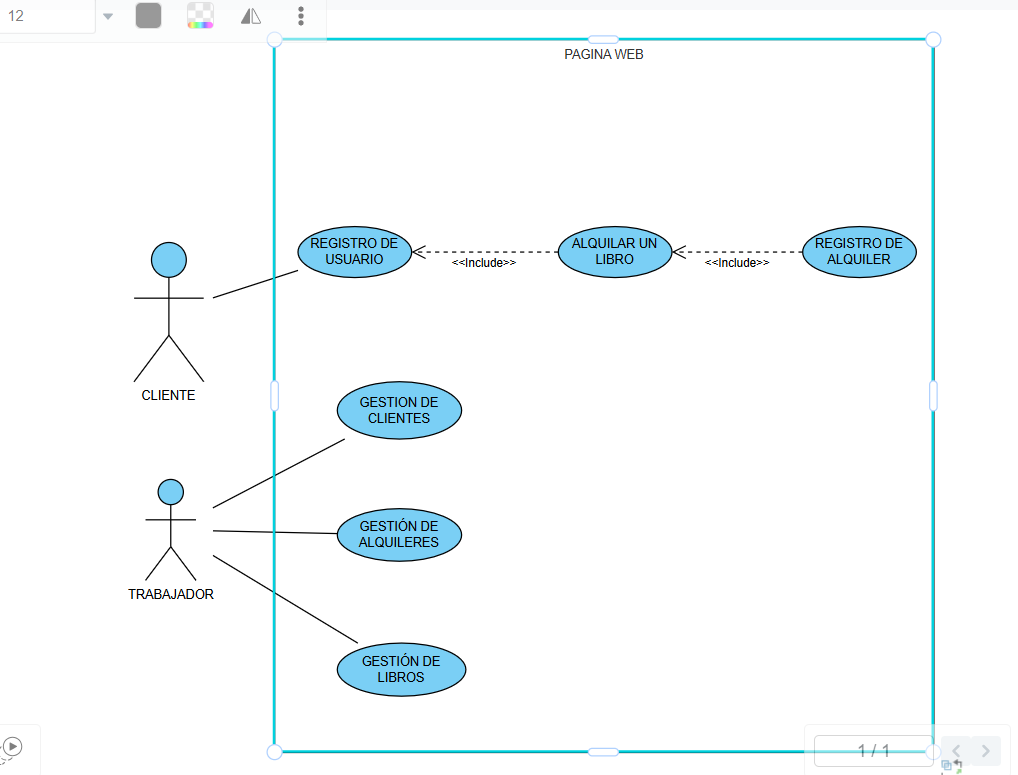 12
PAGINA WEB
REGISTRO DE
USUARIO
<<Include>>
ALQUILAR UN
LIBRO
<<Include>>
REGISTRO DE
ALQUILER
CLIENTE
GESTION DE
CLIENTES
GESTIÓN DE
ALQUILERES
TRABAJADOR
GESTIÓN DE
LIBROS
1 / 1